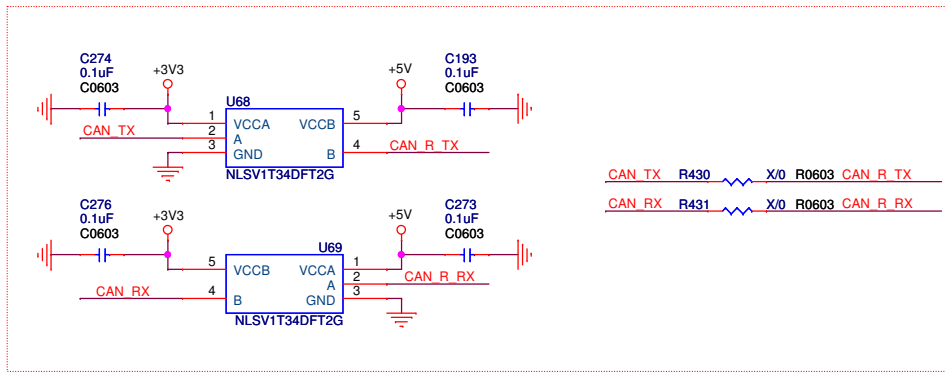 C274
0.1uF
C0603
+3V3
+5V
C193
0.1uF
C0603
U68
1 VCCA VCCB 5
CAN_TX 2 A
3 GND B 4 CAN_R_TX
NLSV1T34DFT2G
CAN_TX R430 X/0 R0603 CAN_R_TX
CAN_RX R431 X/0 R0603 CAN_R_RX
C276
0.1uF
C0603
+3V3
+5V
C273
0.1uF
C0603
U69
5 VCCB VCCA 1
A 2 CAN_R_RX
CAN_RX 4 B GND 3
NLSV1T34DFT2G